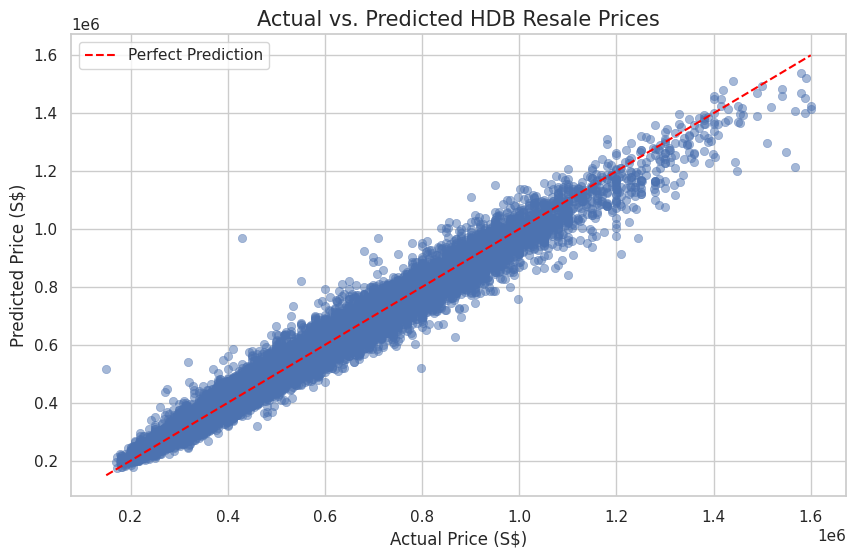 Actual vs. Predicted HDB Resale Prices
1e6
Perfect Prediction
Predicted Price (S$)
1.6
1.4
1.2
1.0
0.8
0.6
0.4
0.2
0.2 0.4 0.6 0.8 1.0 1.2 1.4 1.6
1e6
Actual Price (S$)